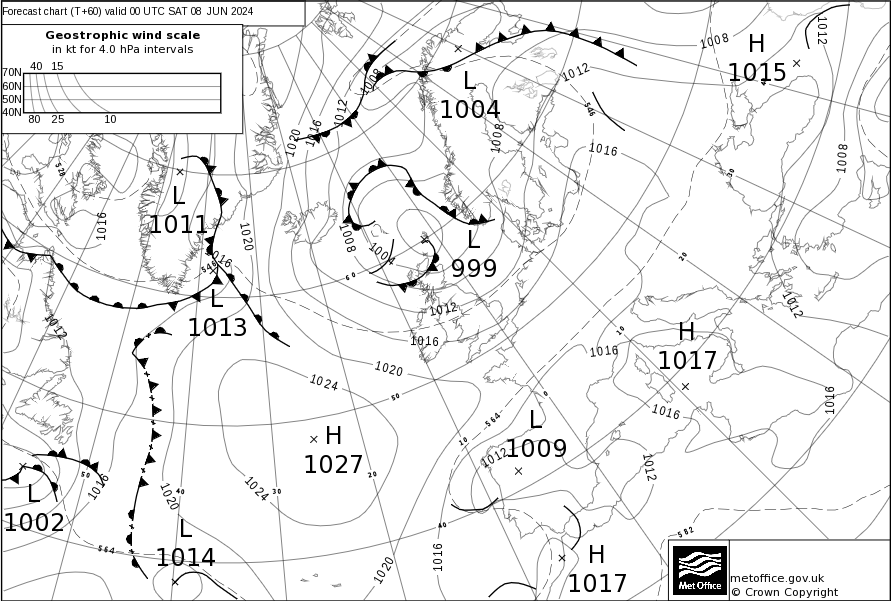 Forecast chart (T+60) valid 00 UTC SAT 08 JUN 2024
Geostrophic wind scale
in kt for 4.0 hPa intervals
40 15
70N
60N
50N
40N
80 25 10
1008
H
1015
1012
1008
1012
L
1004
1012
1016
1020
546
1008
1016
1008
528
30
L
1011
1016
1020
1016
546
1008
1004
L
999
20
60
L
1013
1012
1012
1012
1016
10
H
1017
1016
1020
1024
50
0
1016
1016
564
L
1009
10
H
1027
1012
1012
20
50
1016
40
1020
1024
30
L
1002
40
564
582
L
1014
1016
1020
H
1017
Met Office
metoffice.gov.uk
© Crown Copyright